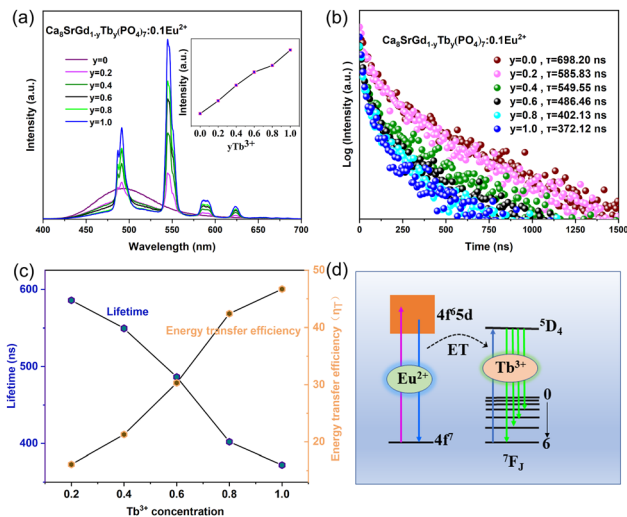 (a)
Ca₈SrGd₁₋yTby(PO₄)₇:0.1Eu²⁺
y=0
y=0.2
y=0.4
y=0.6
y=0.8
y=1.0
Intensity (a.u.)
Intensity (a.u.)
0.0 0.2 0.4 0.6 0.8 1.0
yTb³⁺
400 450 500 550 600 650 700
Wavelength (nm)
(b)
Ca₈SrGd₁₋yTby(PO₄)₇:0.1Eu²⁺
y=0.0 , τ=698.20 ns
y=0.2 , τ=585.83 ns
y=0.4 , τ=549.55 ns
y=0.6 , τ=486.46 ns
y=0.8 , τ=402.13 ns
y=1.0 , τ=372.12 ns
Log (Intensity (a.u.)
0 250 500 750 1000 1250 1500
Time (ns)
(c)
Lifetime
Energy transfer efficiency
Lifetime (ns)
600
500
400
50
40
30
20
10
Energy transfer efficiency (ηT)
0.2 0.4 0.6 0.8 1.0
Tb³⁺ concentration
(d)
4f⁶5d
⁵D₄
ET
Eu²⁺
Tb³⁺
0
6
4f⁷
⁷FJ